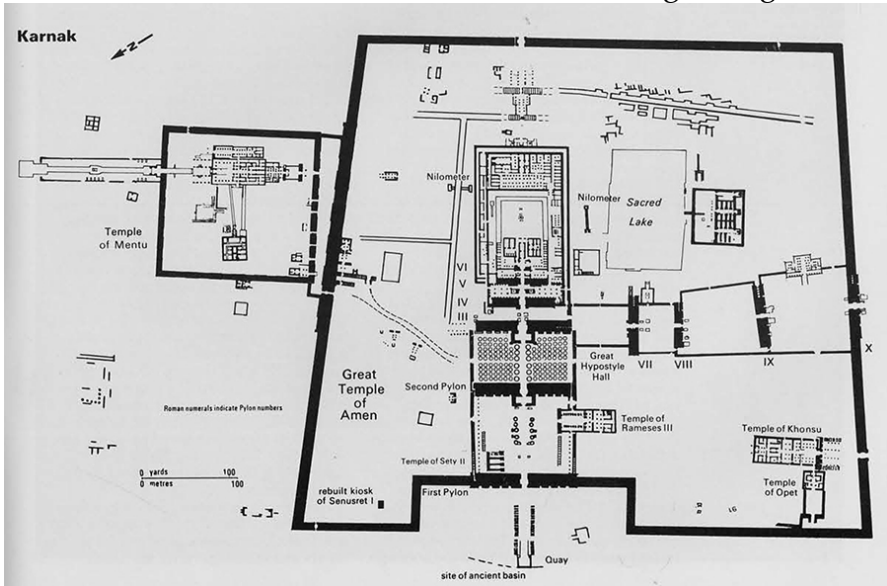 Karnak
N
Nilometer
Nilometer
Sacred
Lake
Temple
of Mentu
VI
V
IV
III
Great
Temple
of
Amen
Second Pylon
Great
Hypostyle
Hall
VII
VIII
IX
X
Roman numerals indicate Pylon numbers
Temple of
Rameses III
Temple of Khonsu
Temple of Sety II
Temple
of Opet
0 yards 100
0 metres 100
rebuilt kiosk
of Senusret I
First Pylon
Quay
site of ancient basin